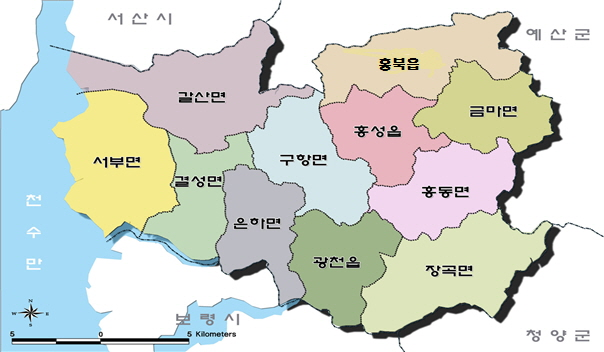 서산시
예산군
홍북읍
갈산면
금마면
홍성읍
서부면
구항면
결성면
홍동면
은하면
천수만
광천읍
장곡면
N
W E
S
보령시
청양군
5 0 5 Kilometers